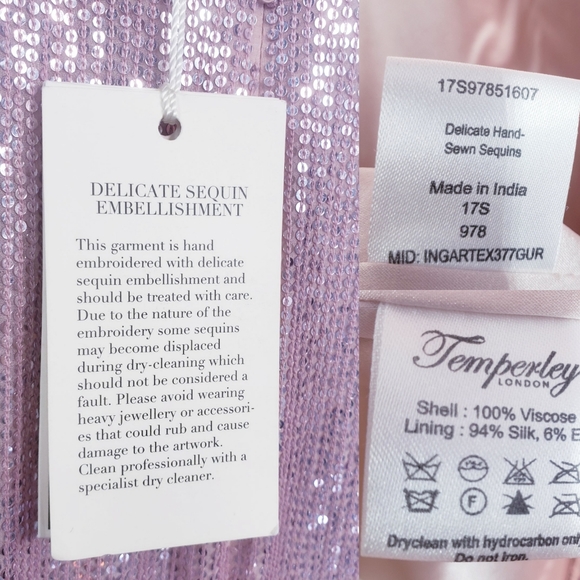 DELICATE SEQUIN
EMBELLISHMENT
This garment is hand
embroidered with delicate
sequin embellishment and
should be treated with care.
Due to the nature of the
embroidery some sequins
may become displaced
during dry-cleaning which
should not be considered a
fault. Please avoid wearing
heavy jewellery or accessori-
es that could rub and cause
damage to the artwork.
Clean professionally with a
specialist dry cleaner.
17S97851607
Delicate Hand-
Sewn Sequins
Made in India
17S
978
MID: INGARTEX377GUR
Temperley
LONDON
Shell : 100% Viscose
Lining : 94% Silk, 6% E
F
Dryclean with hydrocarbon only
Do not iron.